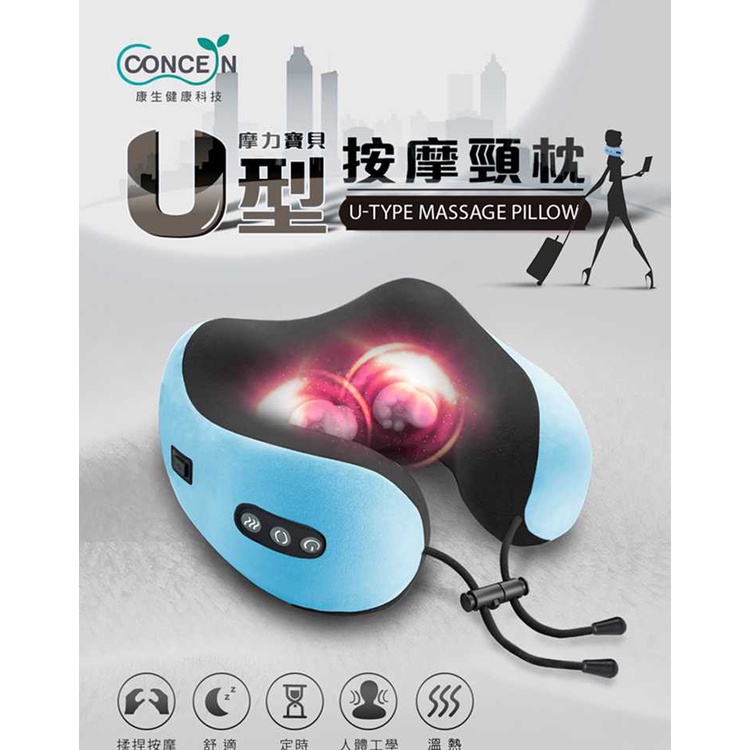 CONCERN
康生健康科技
摩力寶貝
U型
按摩頸枕
U-TYPE MASSAGE PILLOW
z z
揉捏按摩
舒適
定時
人體工學
溫熱